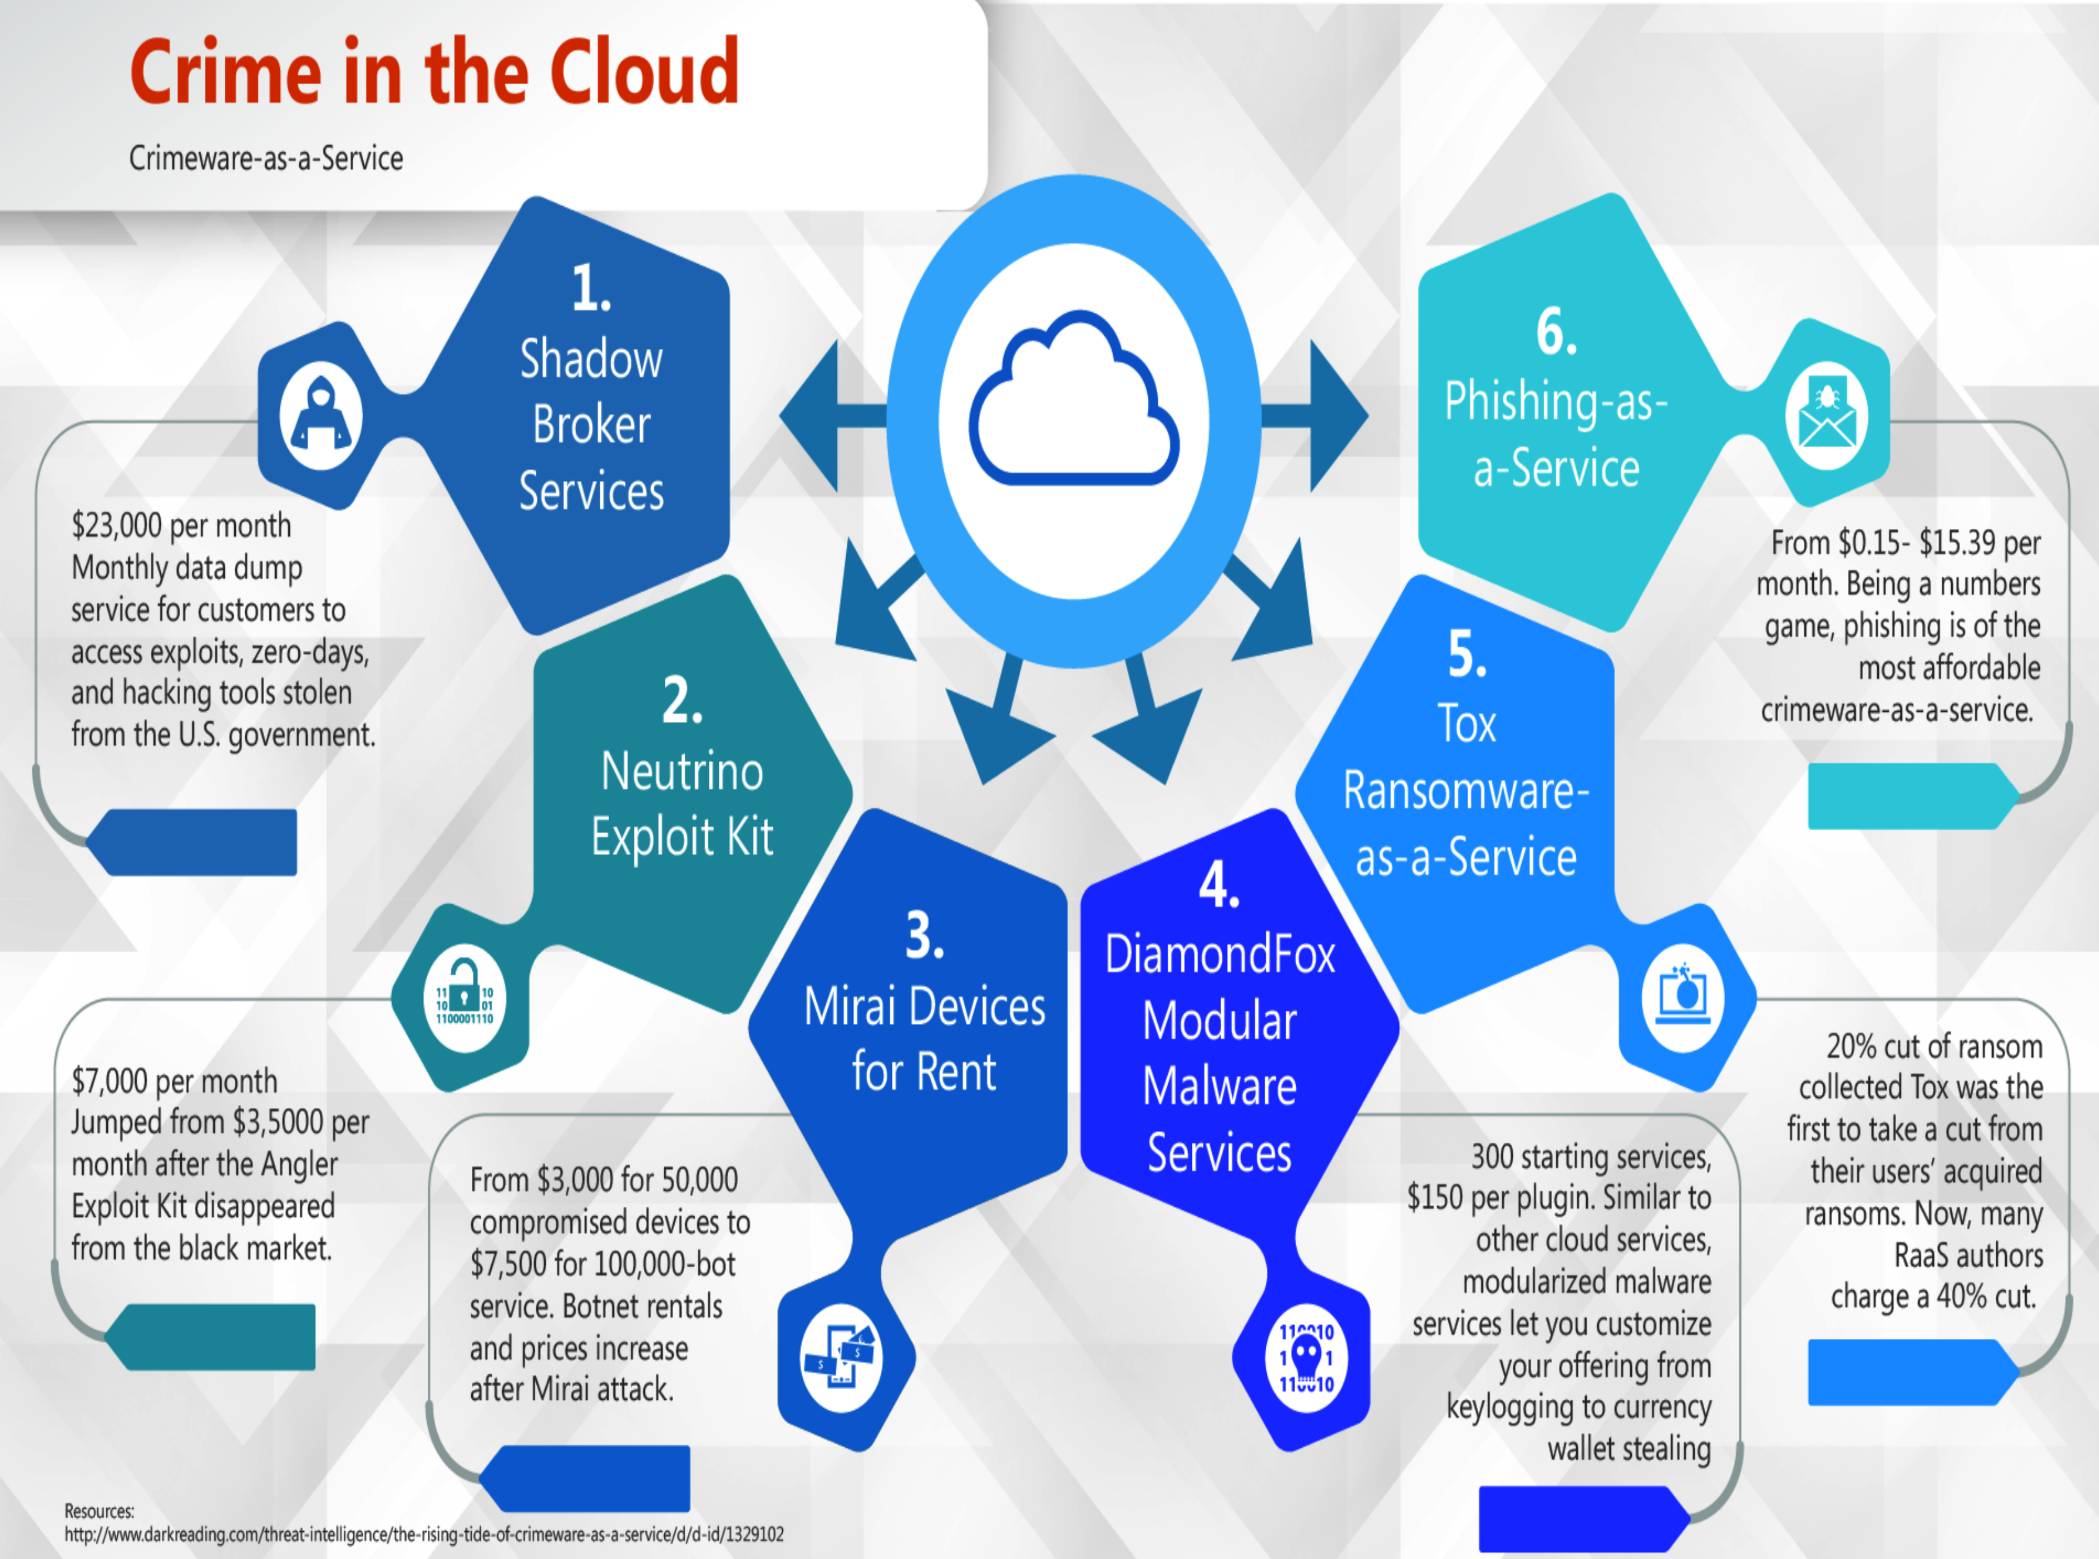 Crime in the Cloud
Crimeware-as-a-Service
1.
Shadow
Broker
Services
$23,000 per month
Monthly data dump
service for customers to
access exploits, zero-days,
and hacking tools stolen
from the U.S. government.
2.
Neutrino
Exploit Kit
$7,000 per month
Jumped from $3,5000 per
month after the Angler
Exploit Kit disappeared
from the black market.
11 10
10 01
1100001110
3.
Mirai Devices
for Rent
From $3,000 for 50,000
compromised devices to
$7,500 for 100,000-bot
service. Botnet rentals
and prices increase
after Mirai attack.
$
$
4.
DiamondFox
Modular
Malware
Services
300 starting services,
$150 per plugin. Similar to
other cloud services,
modularized malware
services let you customize
your offering from
keylogging to currency
wallet stealing
110010
1 1
110010
5.
Tox
Ransomware-
as-a-Service
20% cut of ransom
collected Tox was the
first to take a cut from
their users’ acquired
ransoms. Now, many
RaaS authors
charge a 40% cut.
6.
Phishing-as-
a-Service
From $0.15- $15.39 per
month. Being a numbers
game, phishing is of the
most affordable
crimeware-as-a-service.
Resources:
http://www.darkreading.com/threat-intelligence/the-rising-tide-of-crimeware-as-a-service/d/d-id/1329102